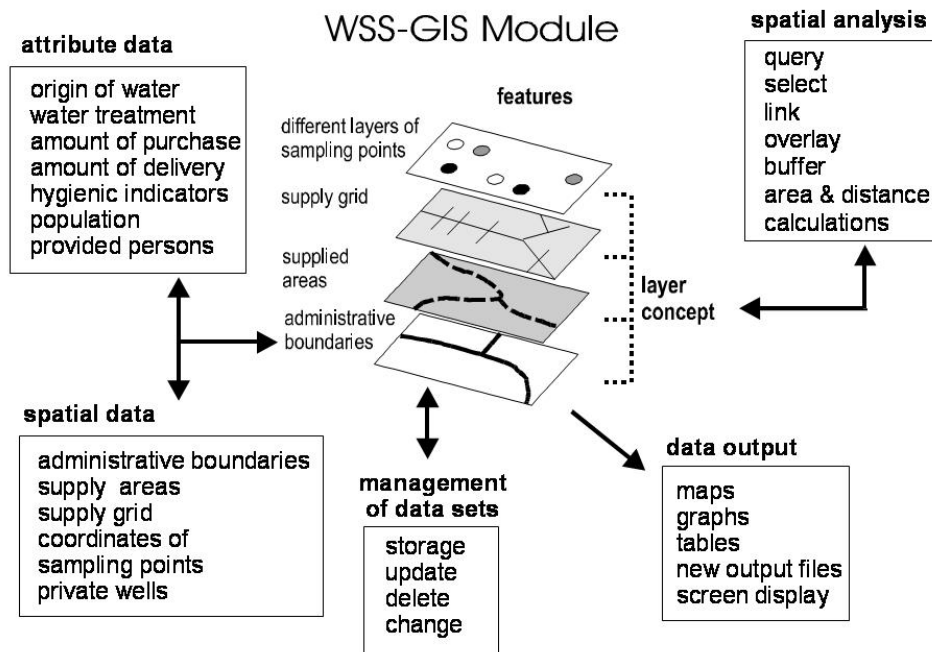 WSS-GIS Module
attribute data
origin of water
water treatment
amount of purchase
amount of delivery
hygienic indicators
population
provided persons
features
different layers of
sampling points
supply grid
supplied
areas
administrative
boundaries
layer
concept
spatial analysis
query
select
link
overlay
buffer
area & distance
calculations
spatial data
administrative boundaries
supply areas
supply grid
coordinates of
sampling points
private wells
management
of data sets
storage
update
delete
change
data output
maps
graphs
tables
new output files
screen display